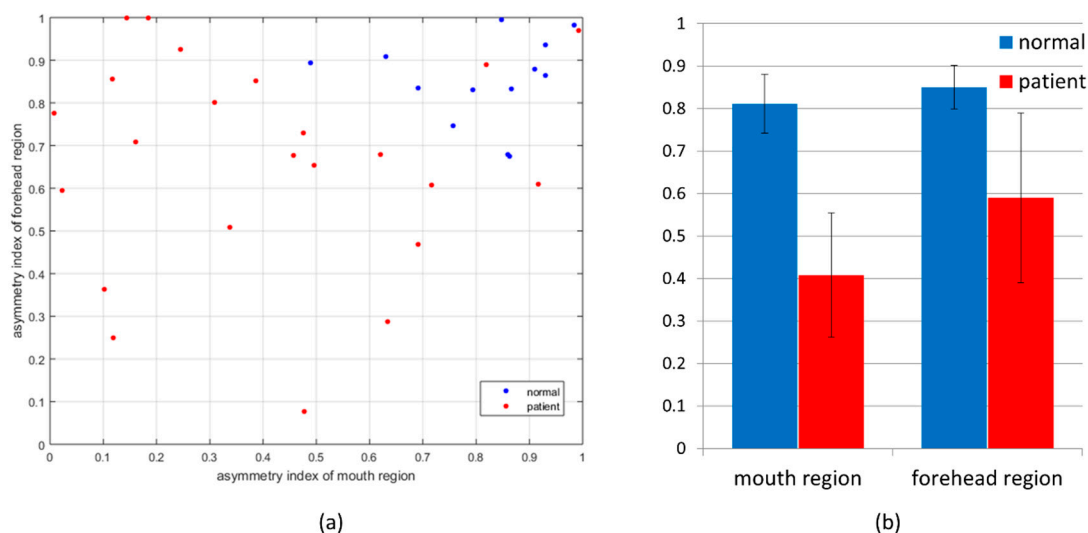 1
0.9
0.8
0.7
0.6
0.5
0.4
0.3
0.2
0.1
0
asymmetry index of forehead region
normal
patient
0 0.1 0.2 0.3 0.4 0.5 0.6 0.7 0.8 0.9 1
asymmetry index of mouth region
(a)
1
0.9
0.8
0.7
0.6
0.5
0.4
0.3
0.2
0.1
0
normal
patient
mouth region forehead region
(b)